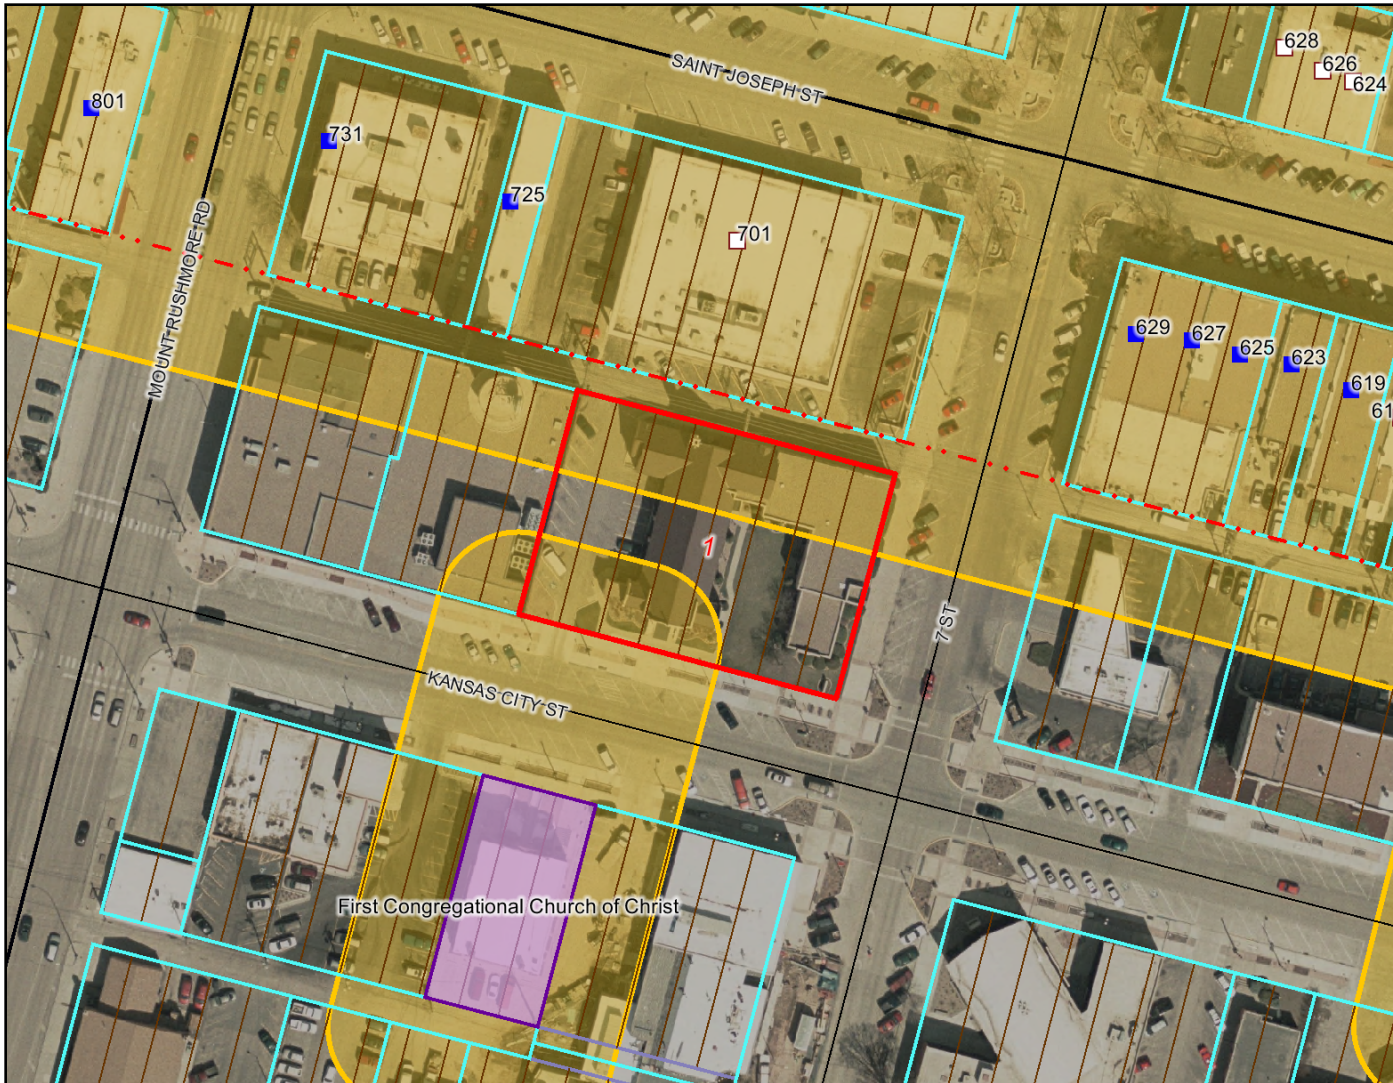 SAINT JOSEPH ST
628
626
624
801
731
725
701
MOUNT RUSHMORE RD
629
627
625
623
619
61
1
7 ST
KANSAS CITY ST
First Congregational Church of Christ